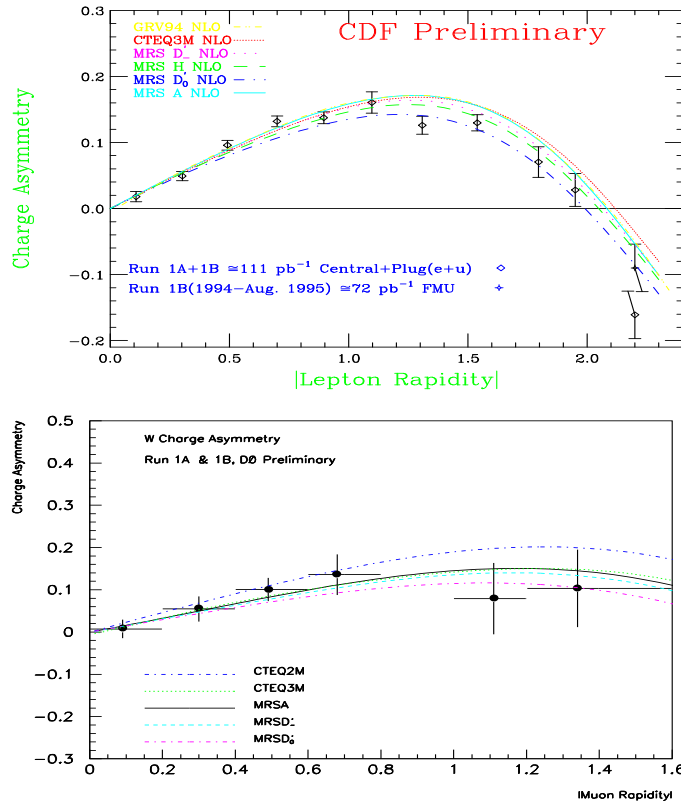 GRV94 NLO
CTEQ3M NLO
MRS D'_ NLO
MRS H NLO
MRS D'₀ NLO
MRS A NLO
CDF Preliminary
Charge Asymmetry
0.2
0.1
0.0
−0.1
−0.2
Run 1A+1B ≅111 pb⁻¹ Central+Plug(e+u)
Run 1B(1994−Aug. 1995) ≅72 pb⁻¹ FMU
0.0 0.5 1.0 1.5 2.0
|Lepton Rapidity|
Charge Asymmetry
0.5
0.4
0.3
0.2
0.1
0
-0.1
-0.2
-0.3
W Charge Asymmetry
Run 1A & 1B, DØ Preliminary
CTEQ2M
CTEQ3M
MRSA
MRSD'_
MRSD'₀
0 0.2 0.4 0.6 0.8 1 1.2 1.4 1.6
|Muon Rapidity|